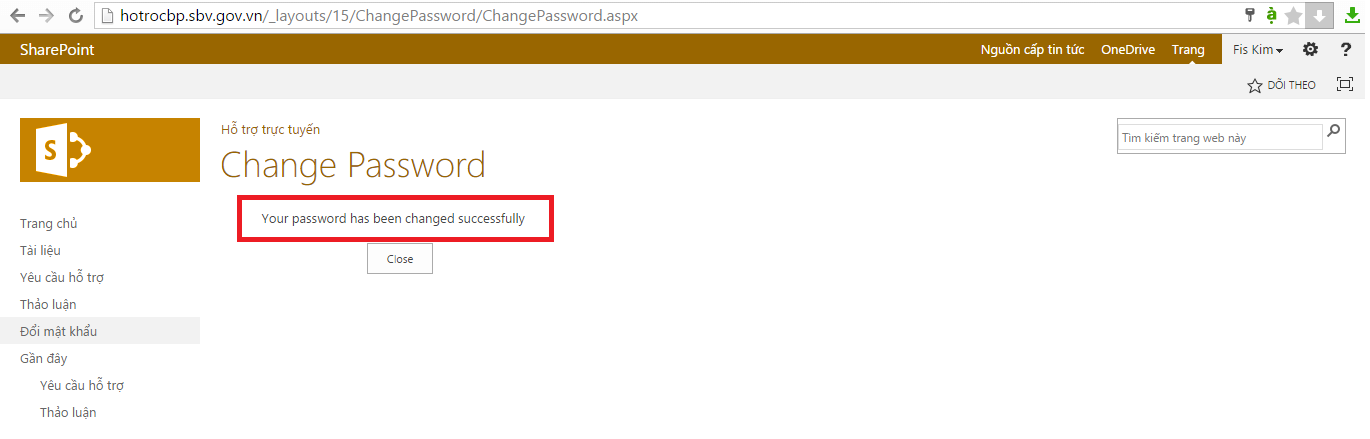 hotrocbp.sbv.gov.vn/_layouts/15/ChangePassword/ChangePassword.aspx
SharePoint
Nguồn cấp tin tức OneDrive Trang Fis Kim ?
DÕI THEO
S
Hỗ trợ trực tuyến
Tìm kiếm trang web này
Change Password
Your password has been changed successfully
Close
Trang chủ
Tài liệu
Yêu cầu hỗ trợ
Thảo luận
Đổi mật khẩu
Gần đây
Yêu cầu hỗ trợ
Thảo luận